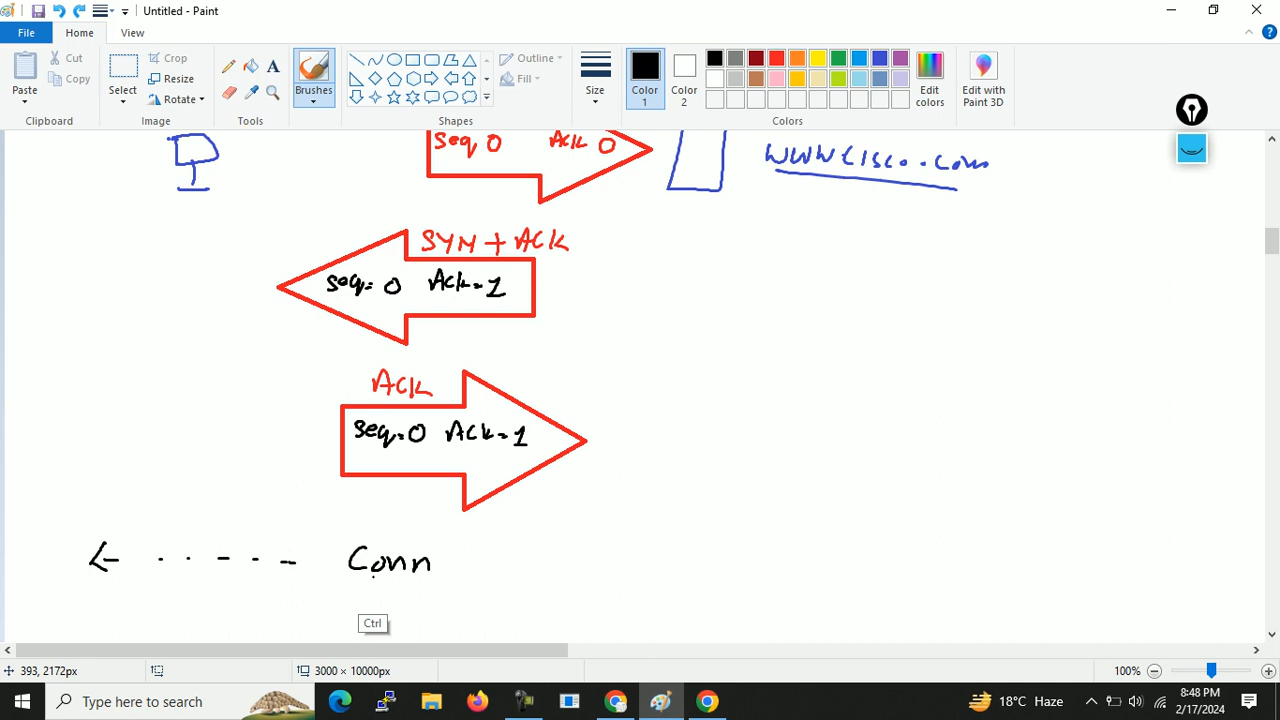 Untitled - Paint
File Home View
Paste Cut Copy
Clipboard
Select Crop Resize Rotate
Image
Tools
Brushes
Outline Fill
Shapes
Size
Color 1
Color 2
Edit colors
Colors
Edit with Paint 3D
Seq 0 Ack 0
WWWCisco.com
SYN + ACK
Seq= 0 Ack=1
ACK
Seq=0 Ack=1
Conn
Ctrl
393, 2172px
3000 × 10000px
100%
Type here to search
18°C Haze
8:48 PM
2/17/2024